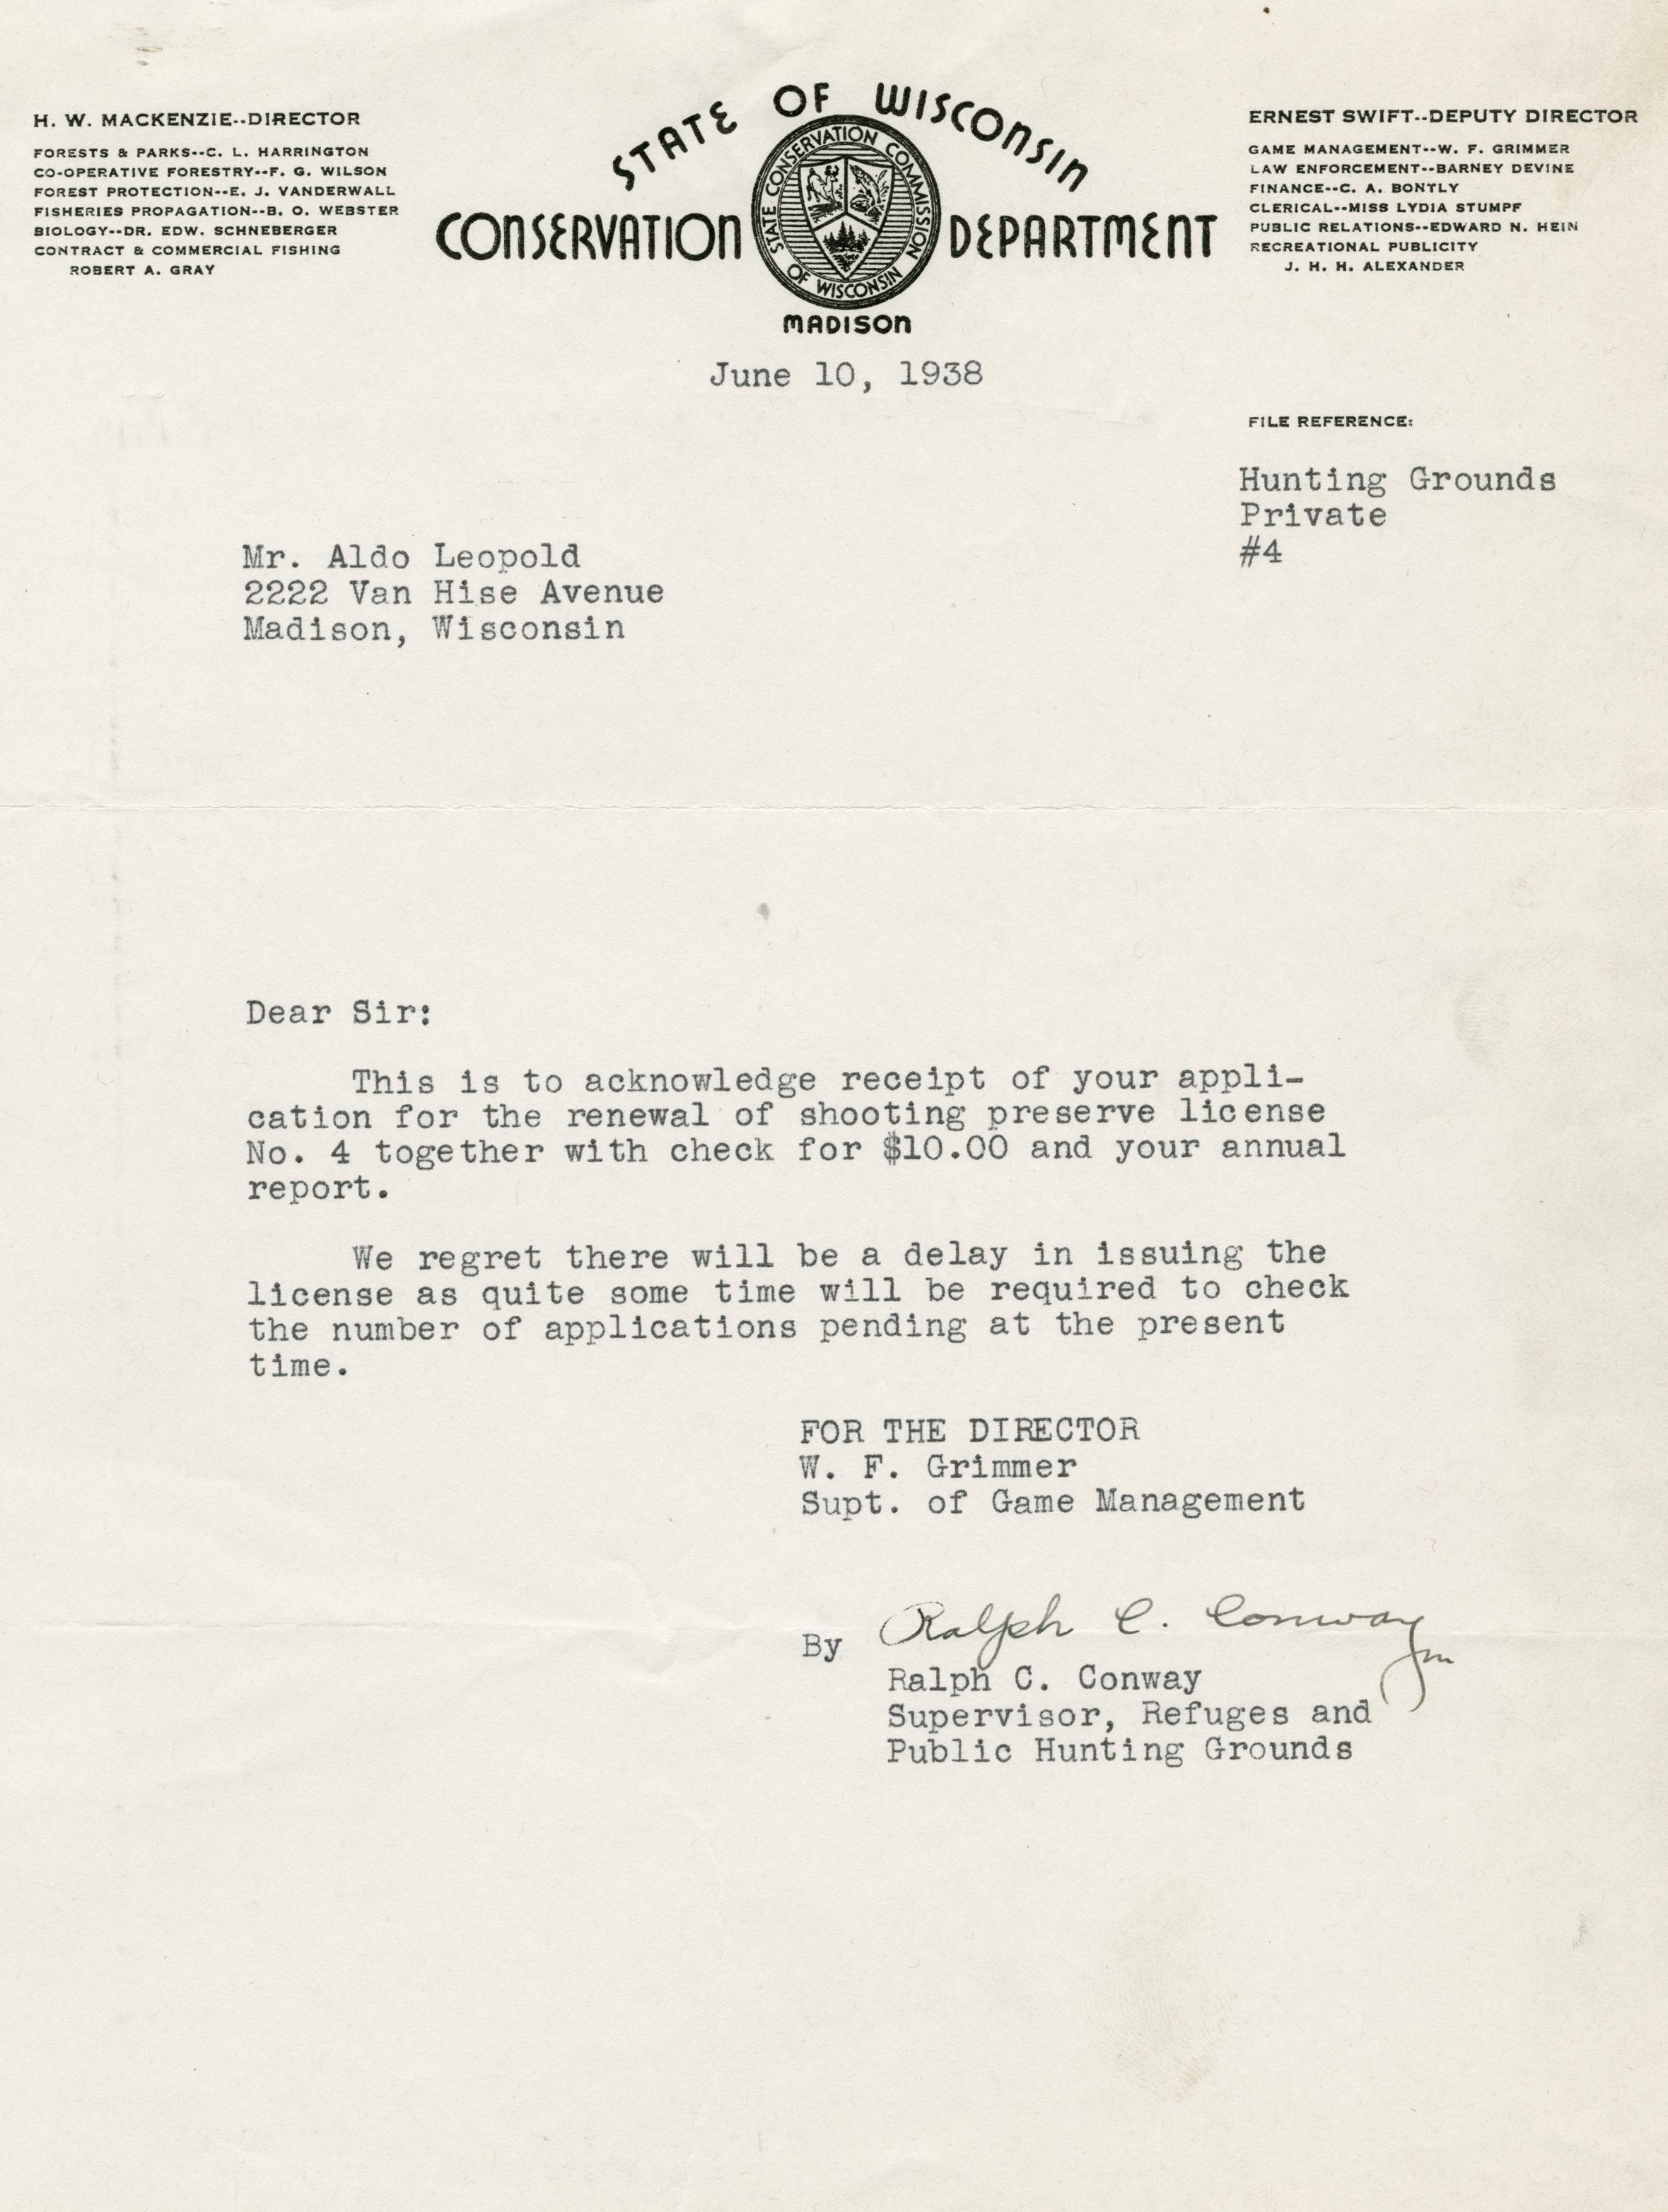 STATE OF WISCONSIN
CONSERVATION DEPARTMENT
STATE CONSERVATION COMMISSION OF WISCONSIN
MADISON
H. W. MACKENZIE--DIRECTOR
FORESTS & PARKS--C. L. HARRINGTON
CO-OPERATIVE FORESTRY--F. G. WILSON
FOREST PROTECTION--E. J. VANDERWALL
FISHERIES PROPAGATION--B. O. WEBSTER
BIOLOGY--DR. EDW. SCHNEBERGER
CONTRACT & COMMERCIAL FISHING
ROBERT A. GRAY
ERNEST SWIFT--DEPUTY DIRECTOR
GAME MANAGEMENT--W. F. GRIMMER
LAW ENFORCEMENT--BARNEY DEVINE
FINANCE--C. A. BONTLY
CLERICAL--MISS LYDIA STUMPF
PUBLIC RELATIONS--EDWARD N. HEIN
RECREATIONAL PUBLICITY
J. H. H. ALEXANDER
June 10, 1938
FILE REFERENCE:
Hunting Grounds
Private
#4
Mr. Aldo Leopold
2222 Van Hise Avenue
Madison, Wisconsin
Dear Sir:
This is to acknowledge receipt of your appli-
cation for the renewal of shooting preserve license
No. 4 together with check for $10.00 and your annual
report.
We regret there will be a delay in issuing the
license as quite some time will be required to check
the number of applications pending at the present
time.
FOR THE DIRECTOR
W. F. Grimmer
Supt. of Game Management
By Ralph C. Conway
Ralph C. Conway
Supervisor, Refuges and
Public Hunting Grounds